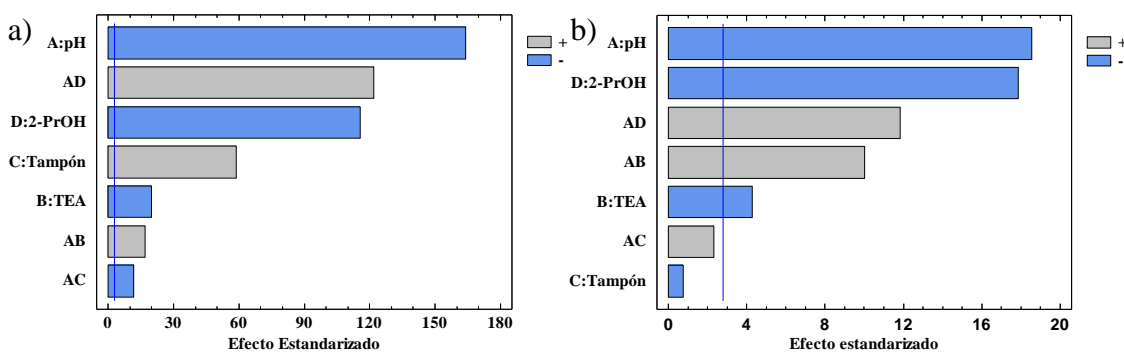 a)
A:pH
AD
D:2-PrOH
C:Tampón
B:TEA
AB
AC
0 30 60 90 120 150 180
Efecto Estandarizado
+
-
b)
A:pH
D:2-PrOH
AD
AB
B:TEA
AC
C:Tampón
0 4 8 12 16 20
Efecto estandarizado
+
-